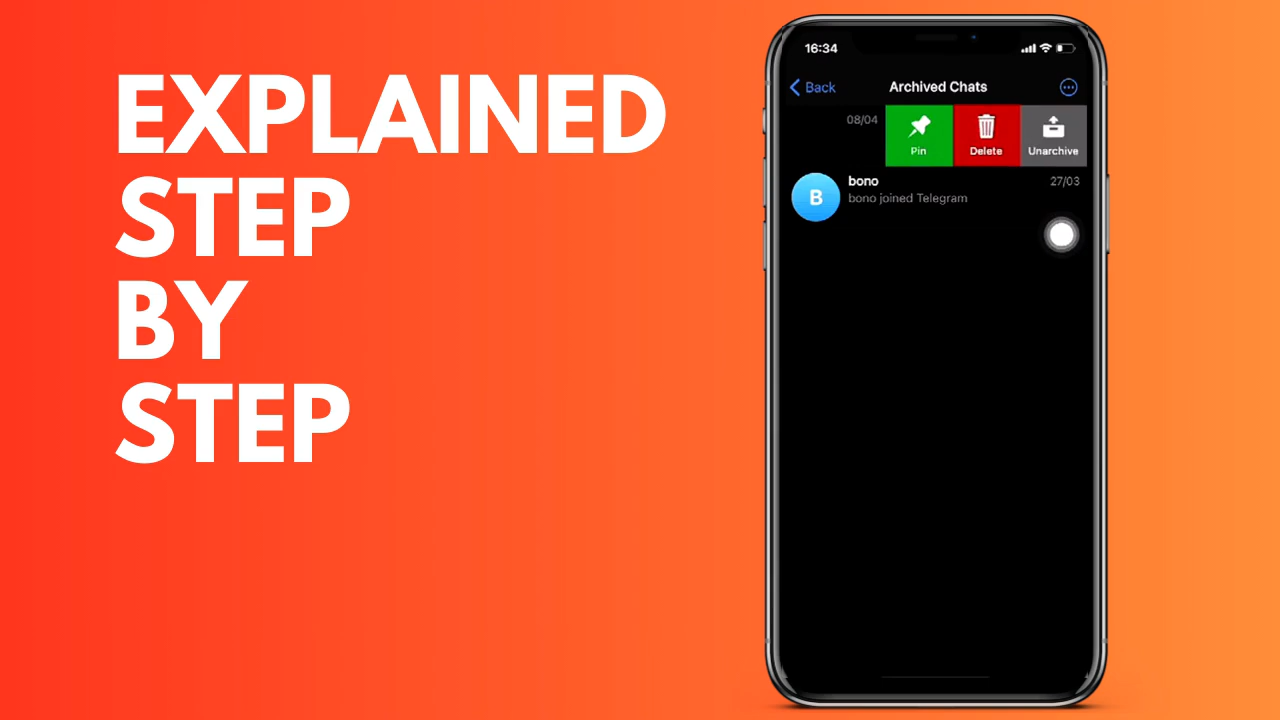 EXPLAINED
STEP
BY
STEP
16:34
Back
Archived Chats
08/04
Pin
Delete
Unarchive
B
bono
27/03
bono joined Telegram